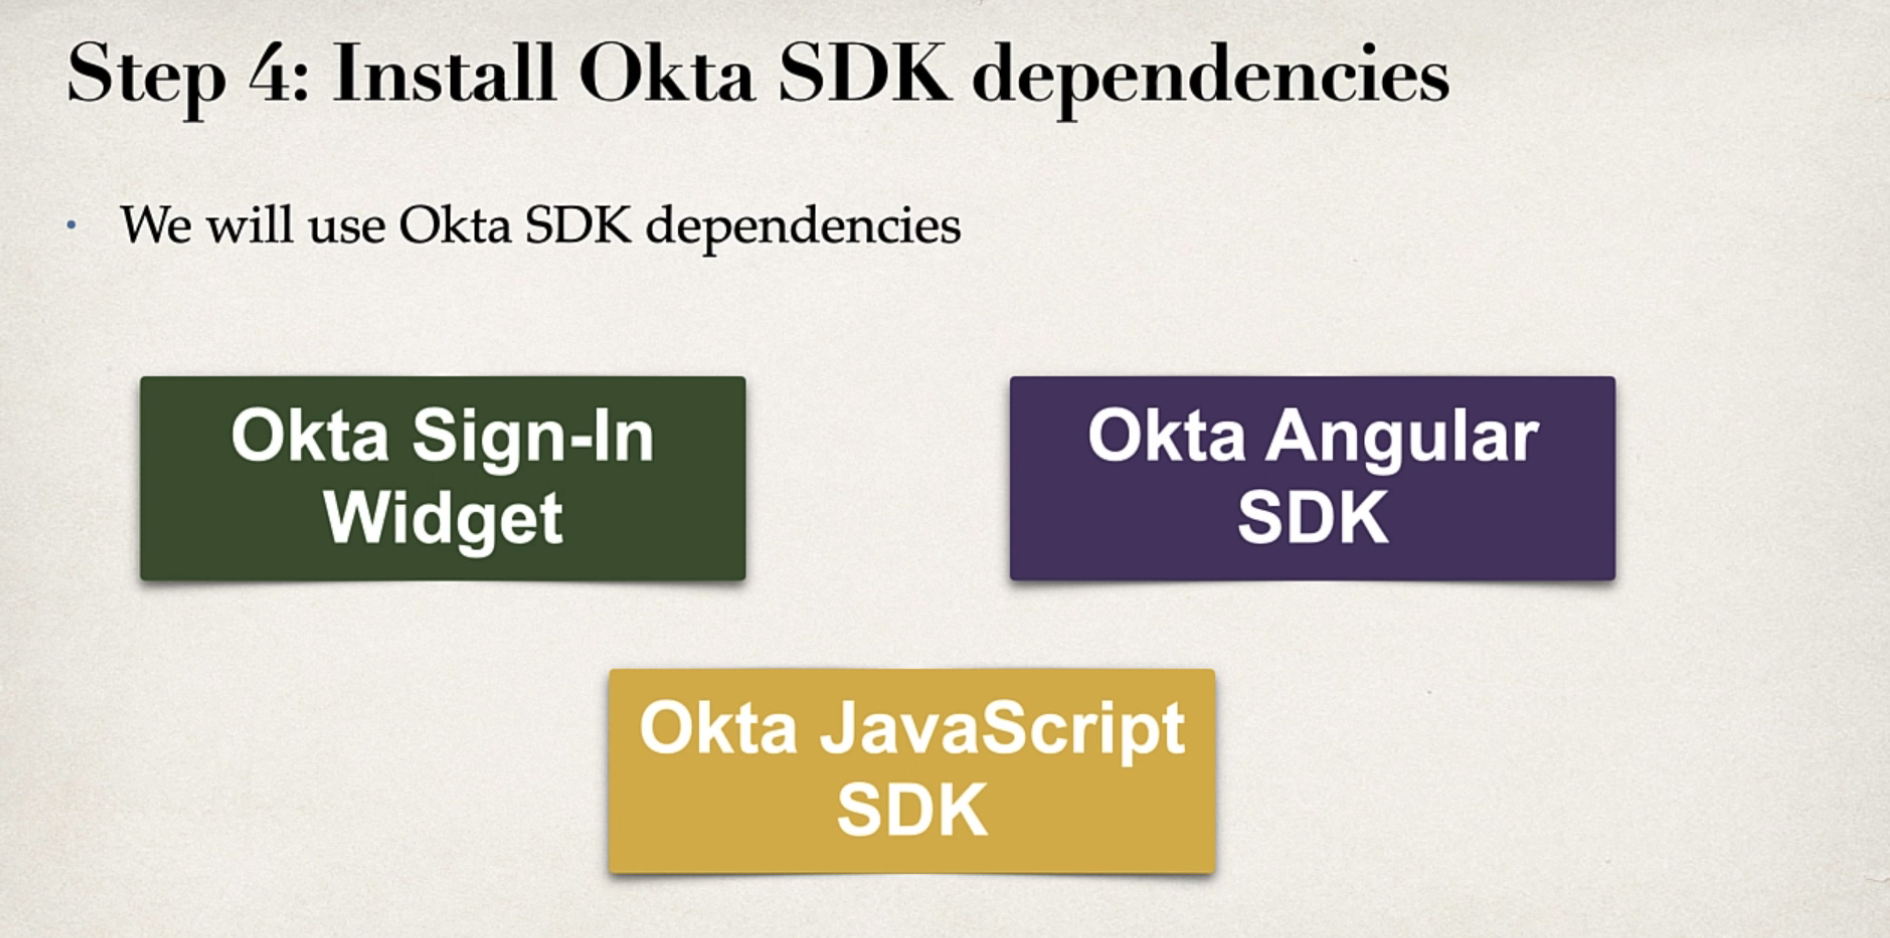 Step 4: Install Okta SDK dependencies
• We will use Okta SDK dependencies
Okta Sign-In
Widget
Okta Angular
SDK
Okta JavaScript
SDK